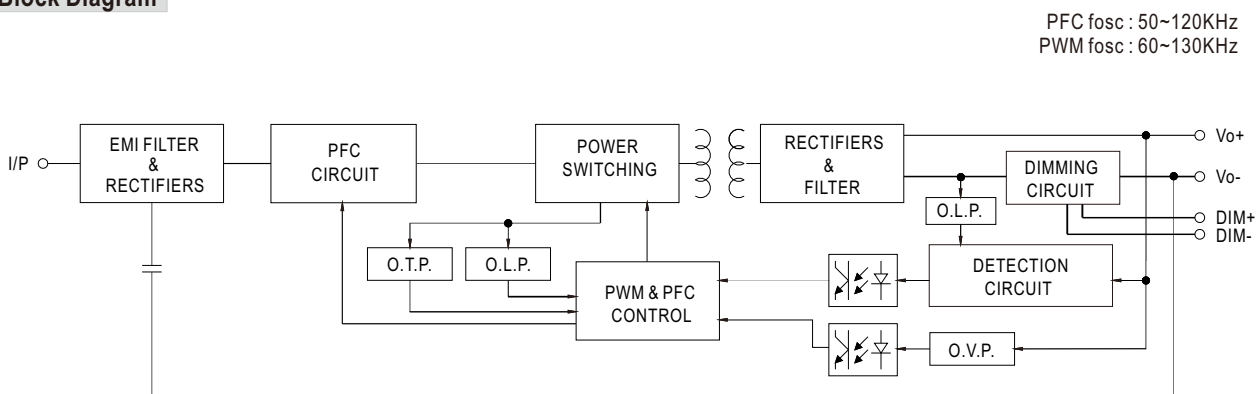 Block Diagram
PFC fosc : 50~120KHz
PWM fosc : 60~130KHz
I/P
EMI FILTER
&
RECTIFIERS
PFC
CIRCUIT
POWER
SWITCHING
RECTIFIERS
&
FILTER
DIMMING
CIRCUIT
Vo+
Vo-
DIM+
DIM-
O.L.P.
O.T.P.
O.L.P.
PWM & PFC
CONTROL
DETECTION
CIRCUIT
O.V.P.